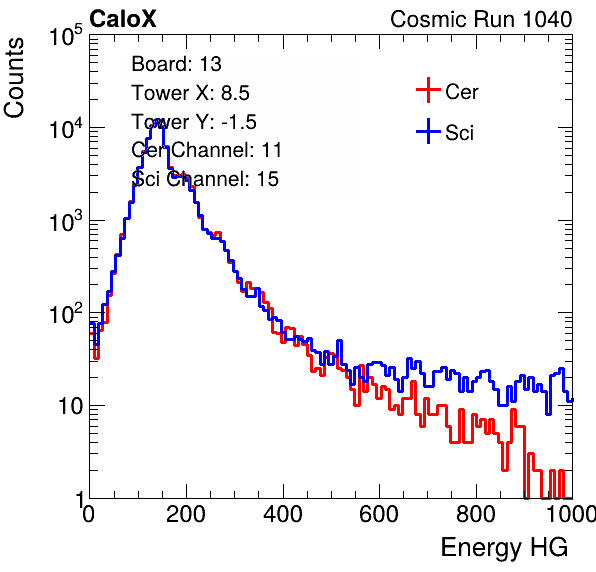 CaloX Cosmic Run 1040
Counts
10^5
10^4
10^3
10^2
10
1
Board: 13
Tower X: 8.5
Tower Y: -1.5
Cer Channel: 11
Sci Channel: 15
Cer
Sci
0 200 400 600 800 1000
Energy HG